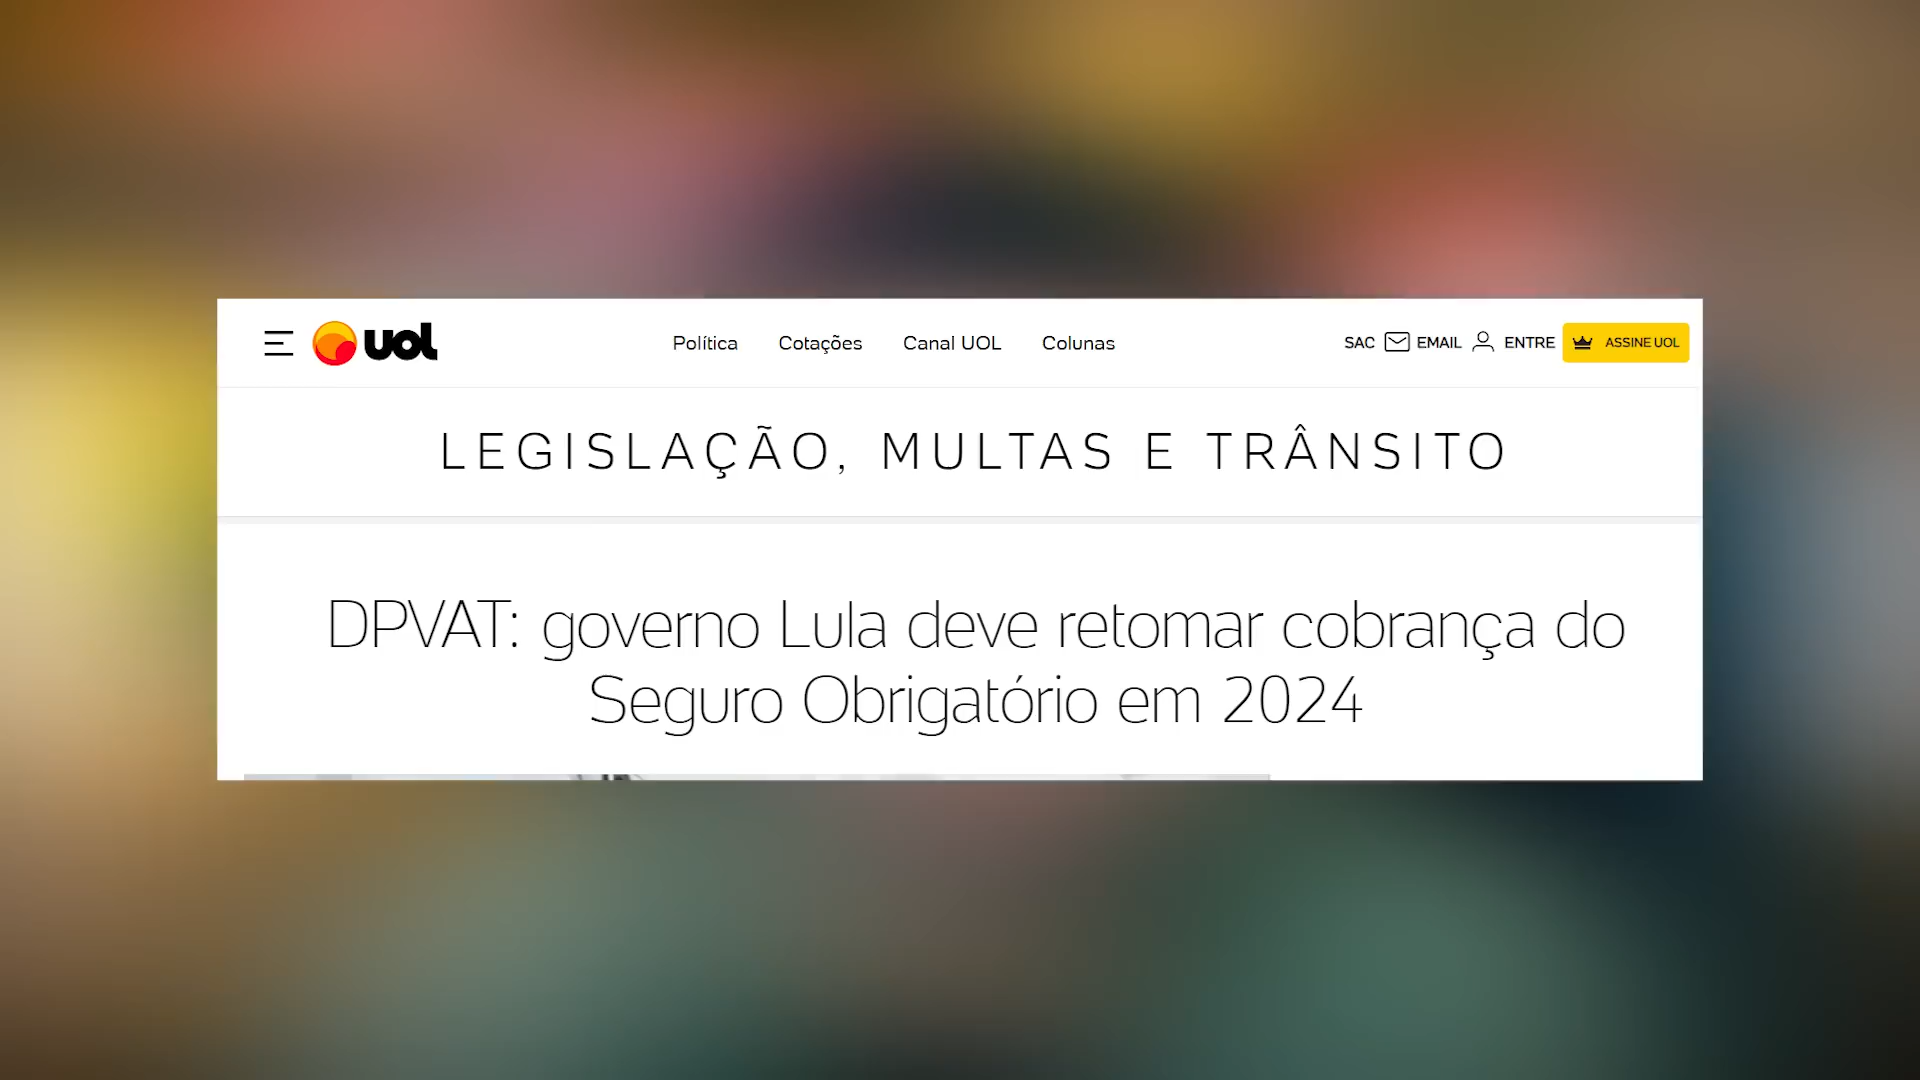 uol Política Cotações Canal UOL Colunas SAC EMAIL ENTRE ASSINE UOL
LEGISLAÇÃO, MULTAS E TRÂNSITO
DPVAT: governo Lula deve retomar cobrança do
Seguro Obrigatório em 2024